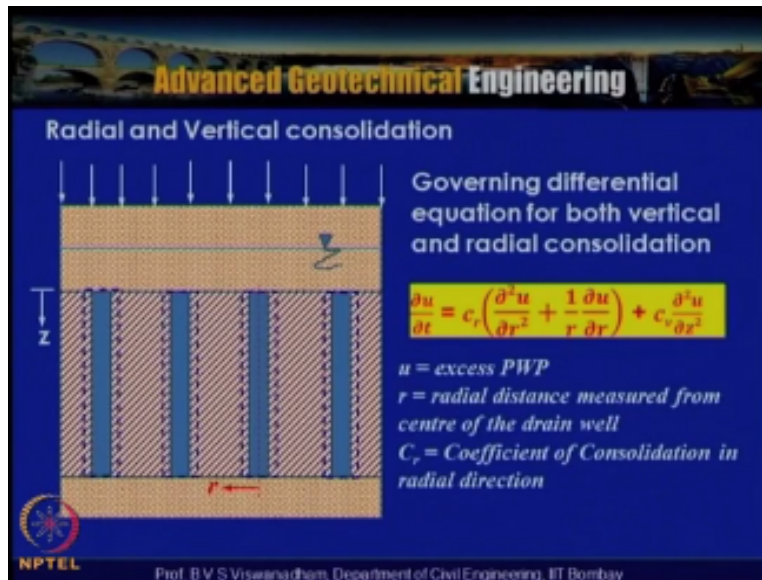 Advanced Geotechnical Engineering
Radial and Vertical consolidation
Governing differential
equation for both vertical
and radial consolidation
∂u/∂t = c_r(∂²u/∂r² + 1/r ∂u/∂r) + c_v ∂²u/∂z²
z
u = excess PWP
r = radial distance measured from
centre of the drain well
C_r = Coefficient of Consolidation in
radial direction
r
NPTEL
Prof. B V S Viswanadham, Department of Civil Engineering, IIT Bombay